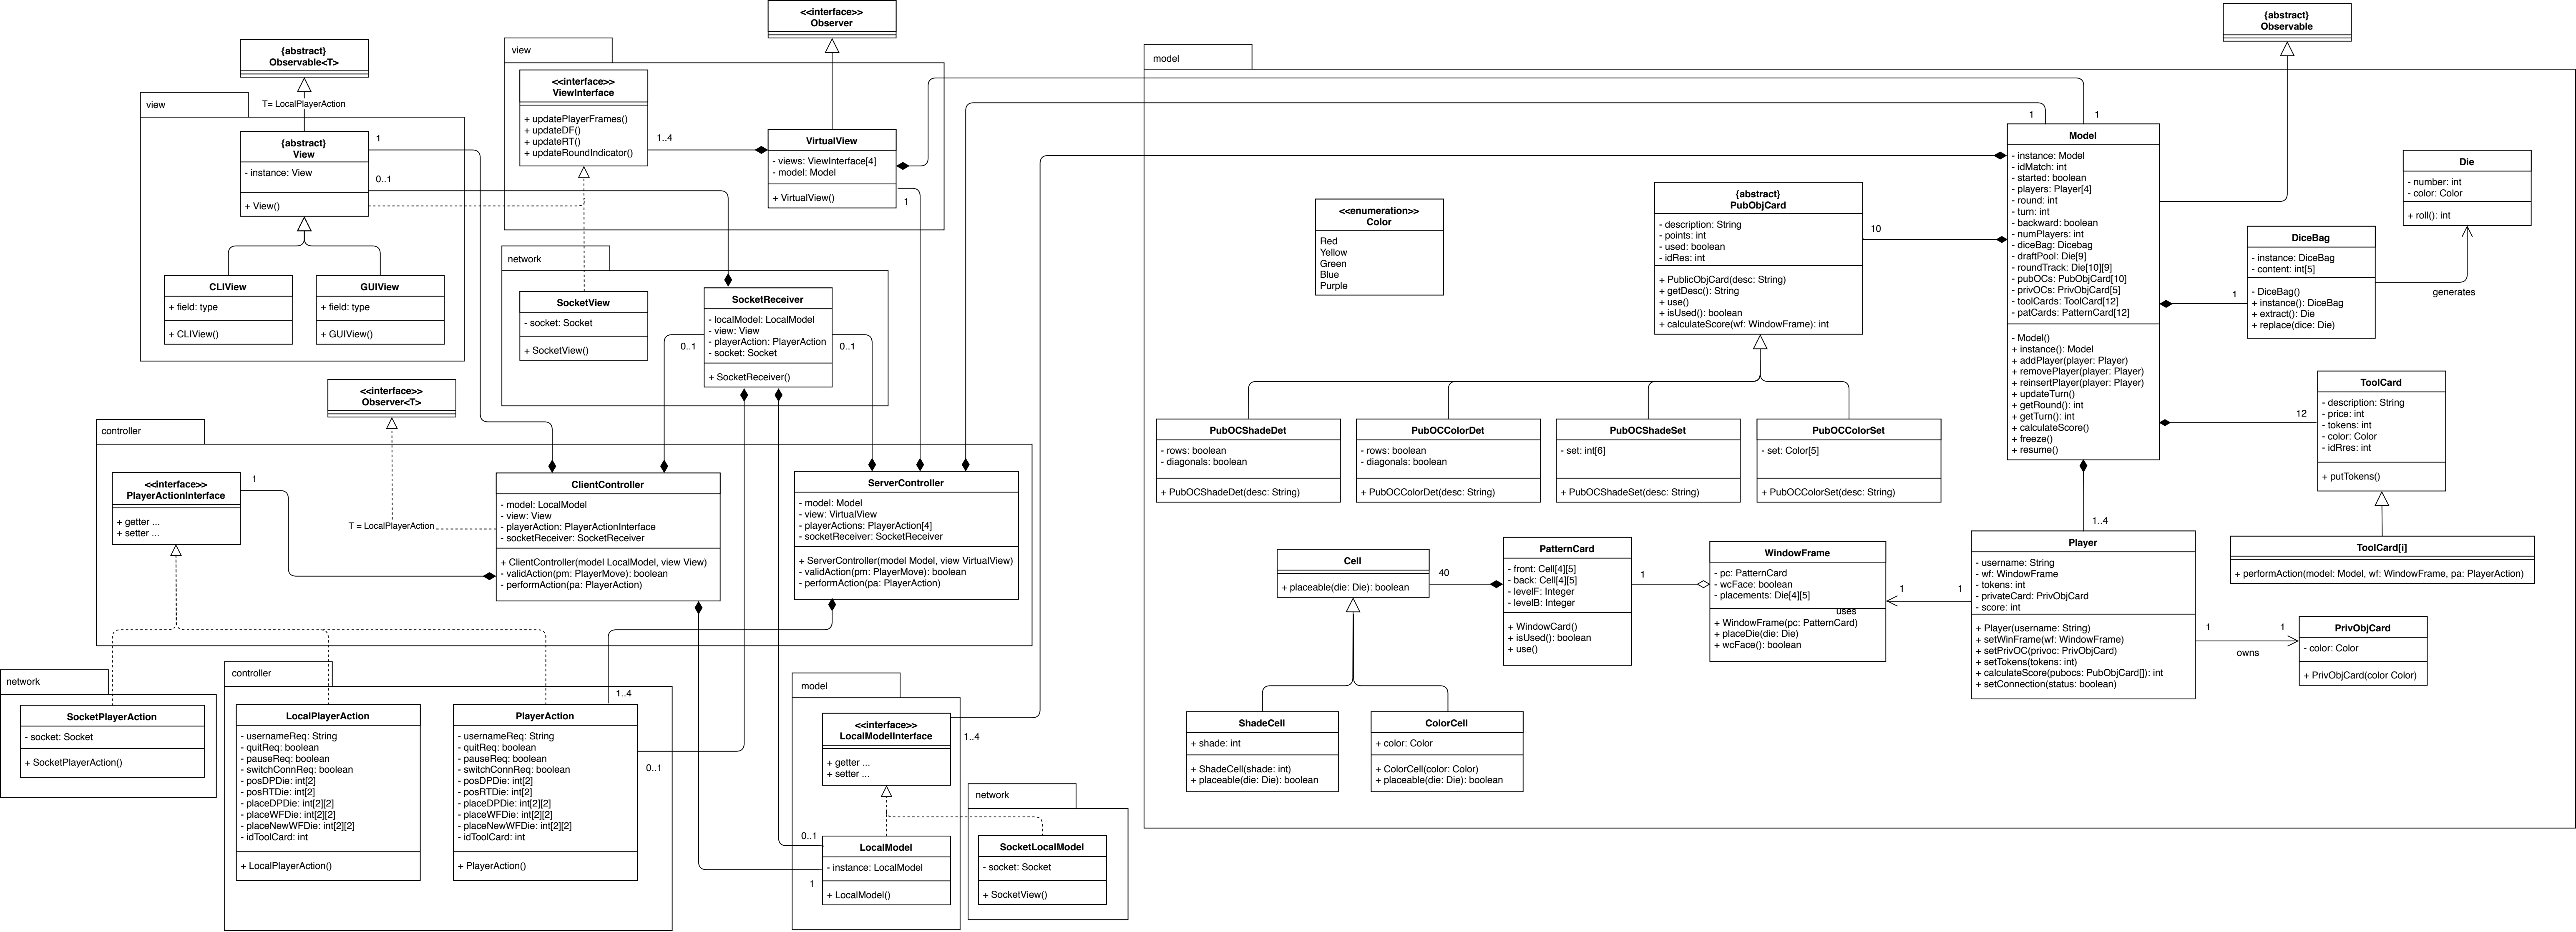 <<interface>>
Observer
{abstract}
Observable
{abstract}
Observable<T>
T= LocalPlayerAction
view
{abstract}
View
- instance: View
+ View()
1
0..1
CLIView
+ field: type
+ CLIView()
GUIView
+ field: type
+ GUIView()
view
<<interface>>
ViewInterface
+ updatePlayerFrames()
+ updateDF()
+ updateRT()
+ updateRoundIndicator()
1..4
VirtualView
- views: ViewInterface[4]
- model: Model
+ VirtualView()
1
network
SocketView
- socket: Socket
+ SocketView()
SocketReceiver
- localModel: LocalModel
- view: View
- playerAction: PlayerAction
- socket: Socket
+ SocketReceiver()
0..1
0..1
<<interface>>
Observer<T>
T = LocalPlayerAction
controller
<<interface>>
PlayerActionInterface
+ getter ...
+ setter ...
1
ClientController
- model: LocalModel
- view: View
- playerAction: PlayerActionInterface
- socketReceiver: SocketReceiver
+ ClientController(model LocalModel, view View)
- validAction(pm: PlayerMove): boolean
- performAction(pa: PlayerAction)
ServerController
- model: Model
- view: VirtualView
- playerActions: PlayerAction[4]
- socketReceiver: SocketReceiver
+ ServerController(model Model, view VirtualView)
- validAction(pm: PlayerMove): boolean
- performAction(pa: PlayerAction)
network
SocketPlayerAction
- socket: Socket
+ SocketPlayerAction()
controller
LocalPlayerAction
- usernameReq: String
- quitReq: boolean
- pauseReq: boolean
- switchConnReq: boolean
- posDPDie: int[2]
- posRTDie: int[2]
- placeDPDie: int[2][2]
- placeWFDie: int[2][2]
- placeNewWFDie: int[2][2]
- idToolCard: int
+ LocalPlayerAction()
PlayerAction
- usernameReq: String
- quitReq: boolean
- pauseReq: boolean
- switchConnReq: boolean
- posDPDie: int[2]
- posRTDie: int[2]
- placeDPDie: int[2][2]
- placeWFDie: int[2][2]
- placeNewWFDie: int[2][2]
- idToolCard: int
+ PlayerAction()
1..4
0..1
model
<<interface>>
LocalModelInterface
+ getter ...
+ setter ...
1..4
LocalModel
- instance: LocalModel
+ LocalModel()
0..1
1
network
SocketLocalModel
- socket: Socket
+ SocketView()
model
<<enumeration>>
Color
Red
Yellow
Green
Blue
Purple
{abstract}
PubObjCard
- description: String
- points: int
- used: boolean
- idRes: int
+ PublicObjCard(desc: String)
+ getDesc(): String
+ use()
+ isUsed(): boolean
+ calculateScore(wf: WindowFrame): int
10
PubOCShadeDet
- rows: boolean
- diagonals: boolean
+ PubOCShadeDet(desc: String)
PubOCColorDet
- rows: boolean
- diagonals: boolean
+ PubOCColorDet(desc: String)
PubOCShadeSet
- set: int[6]
+ PubOCShadeSet(desc: String)
PubOCColorSet
- set: Color[5]
+ PubOCColorSet(desc: String)
1
1
Model
- instance: Model
- idMatch: int
- started: boolean
- players: Player[4]
- round: int
- turn: int
- backward: boolean
- numPlayers: int
- diceBag: Dicebag
- draftPool: Die[9]
- roundTrack: Die[10][9]
- pubOCs: PubObjCard[10]
- privOCs: PrivObjCard[5]
- toolCards: ToolCard[12]
- patCards: PatternCard[12]
- Model()
+ instance(): Model
+ addPlayer(player: Player)
+ removePlayer(player: Player)
+ reinsertPlayer(player: Player)
+ updateTurn()
+ getRound(): int
+ getTurn(): int
+ calculateScore()
+ freeze()
+ resume()
Die
- number: int
- color: Color
+ roll(): int
generates
DiceBag
- instance: DiceBag
- content: int[5]
- DiceBag()
+ instance(): DiceBag
+ extract(): Die
+ replace(dice: Die)
1
ToolCard
- description: String
- price: int
- tokens: int
- color: Color
- idRres: int
+ putTokens()
12
ToolCard[i]
+ performAction(model: Model, wf: WindowFrame, pa: PlayerAction)
1..4
Player
- username: String
- wf: WindowFrame
- tokens: int
- privateCard: PrivObjCard
- score: int
+ Player(username: String)
+ setWinFrame(wf: WindowFrame)
+ setPrivOC(privoc: PrivObjCard)
+ setTokens(tokens: int)
+ calculateScore(pubocs: PubObjCard[]): int
+ setConnection(status: boolean)
1
1
owns
PrivObjCard
- color: Color
+ PrivObjCard(color Color)
1
1
uses
WindowFrame
- pc: PatternCard
- wcFace: boolean
- placements: Die[4][5]
+ WindowFrame(pc: PatternCard)
+ placeDie(die: Die)
+ wcFace(): boolean
1
PatternCard
- front: Cell[4][5]
- back: Cell[4][5]
- levelF: Integer
- levelB: Integer
+ WindowCard()
+ isUsed(): boolean
+ use()
40
Cell
+ placeable(die: Die): boolean
ShadeCell
+ shade: int
+ ShadeCell(shade: int)
+ placeable(die: Die): boolean
ColorCell
+ color: Color
+ ColorCell(color: Color)
+ placeable(die: Die): boolean